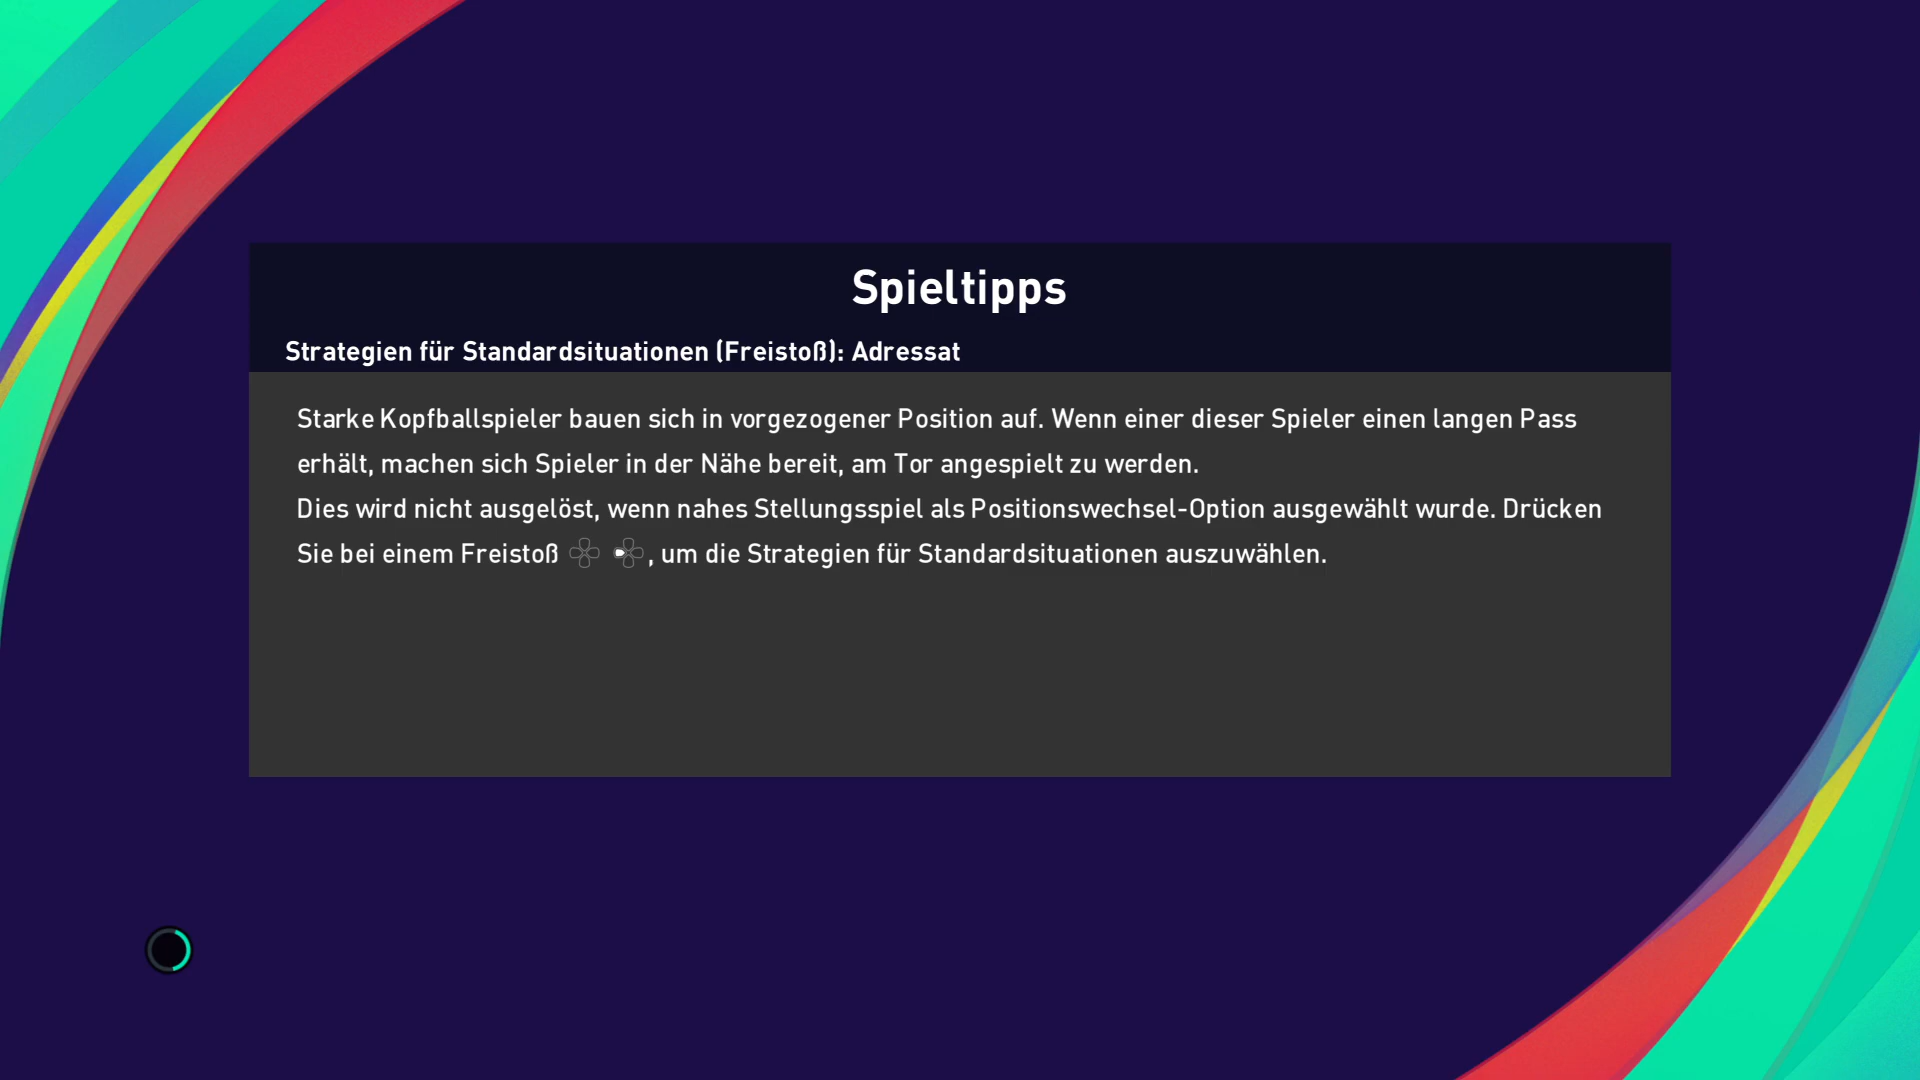 Spieltipps
Strategien für Standardsituationen (Freistoß): Adressat
Starke Kopfballspieler bauen sich in vorgezogener Position auf. Wenn einer dieser Spieler einen langen Pass
erhält, machen sich Spieler in der Nähe bereit, am Tor angespielt zu werden.
Dies wird nicht ausgelöst, wenn nahes Stellungsspiel als Positionswechsel-Option ausgewählt wurde. Drücken
Sie bei einem Freistoß , um die Strategien für Standardsituationen auszuwählen.